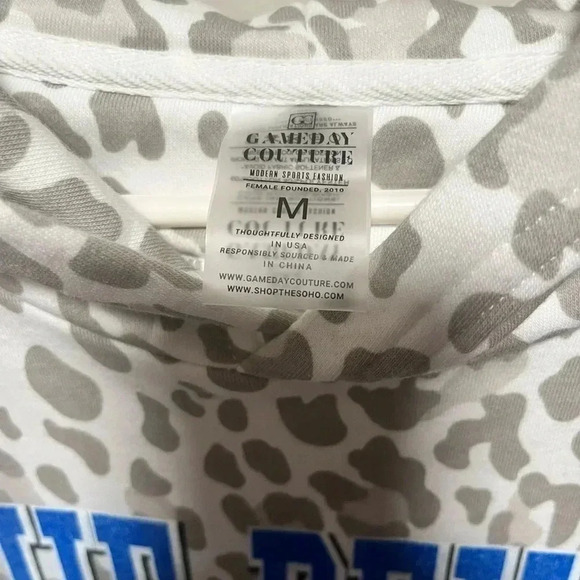 GC
GAMEDAY
COUTURE
MODERN SPORTS FASHION
FEMALE FOUNDED. 2010
M
THOUGHTFULLY DESIGNED
IN USA
RESPONSIBLY SOURCED & MADE
IN CHINA
WWW.GAMEDAYCOUTURE.COM
WWW.SHOPTHESOHO.COM